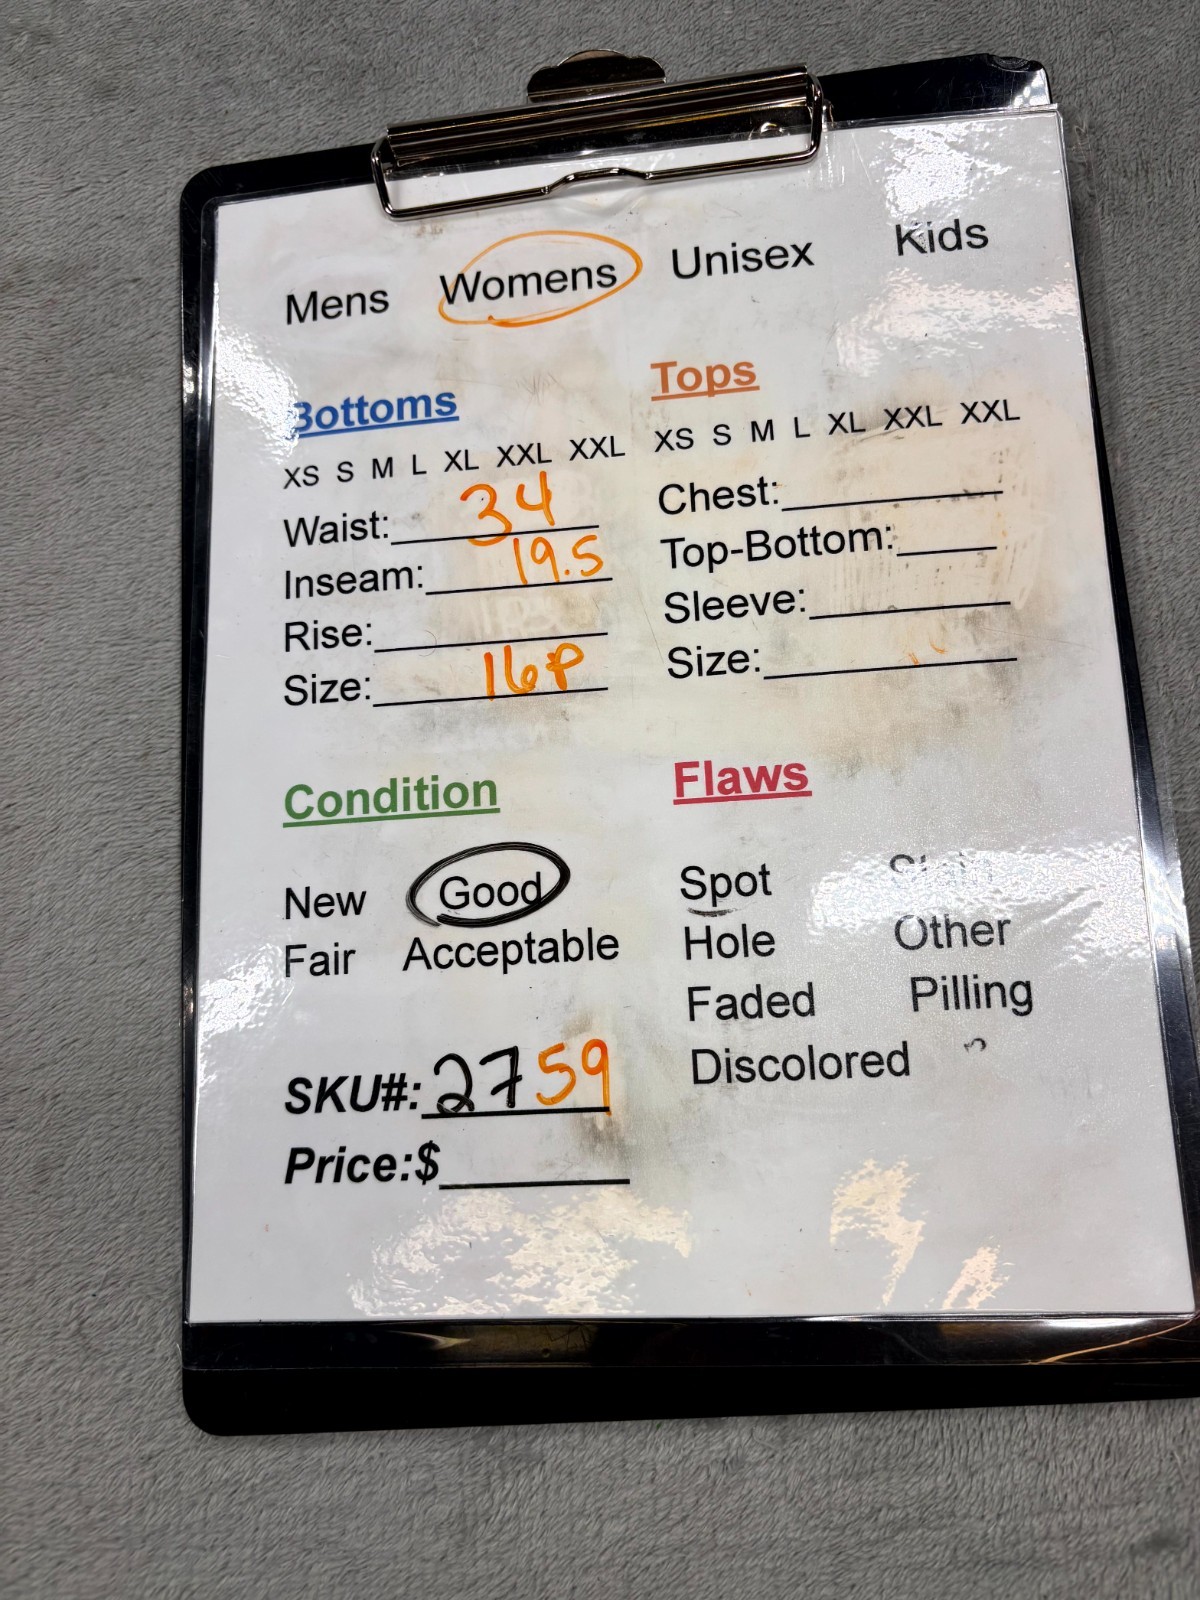 Mens Womens Unisex Kids
Bottoms
XS S M L XL XXL XXL
Waist: 34
Inseam: 19.5
Rise:
Size: 16P
Tops
XS S M L XL XXL XXL
Chest:
Top-Bottom:
Sleeve:
Size:
Condition
New Good
Fair Acceptable
Flaws
Spot Stain
Hole Other
Faded Pilling
Discolored
SKU#: 2759
Price:$